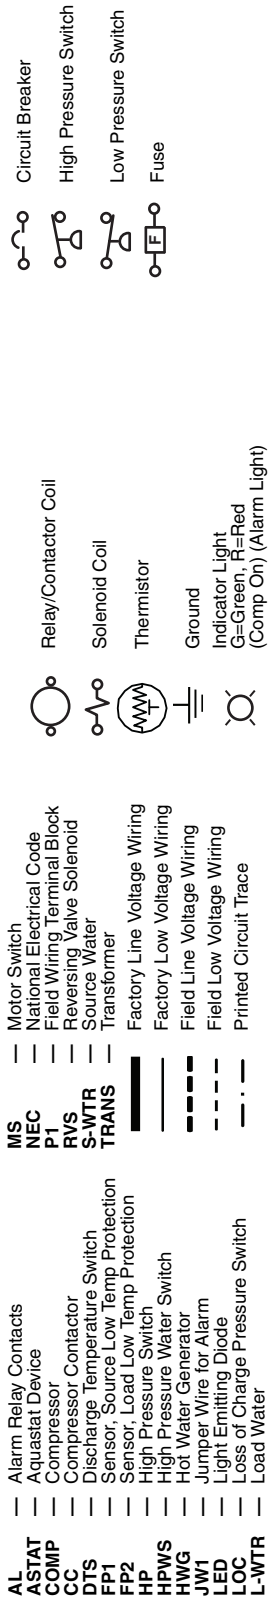 AL — Alarm Relay Contacts
ASTAT — Aquastat Device
COMP — Compressor
CC — Compressor Contactor
DTS — Discharge Temperature Switch
FP1 — Sensor, Source Low Temp Protection
FP2 — Sensor, Load Low Temp Protection
HP — High Pressure Switch
HPWS — High Pressure Water Switch
HWG — Hot Water Generator
JW1 — Jumper Wire for Alarm
LED — Light Emitting Diode
LOC — Loss of Charge Pressure Switch
L-WTR — Load Water
MS — Motor Switch
NEC — National Electrical Code
P1 — Field Wiring Terminal Block
RVS — Reversing Valve Solenoid
S-WTR — Source Water
TRANS — Transformer
Factory Line Voltage Wiring
Factory Low Voltage Wiring
Field Line Voltage Wiring
Field Low Voltage Wiring
Printed Circuit Trace
Relay/Contactor Coil
Solenoid Coil
T
Thermistor
Ground
Indicator Light
G=Green, R=Red
(Comp On) (Alarm Light)
Circuit Breaker
High Pressure Switch
Low Pressure Switch
F
Fuse